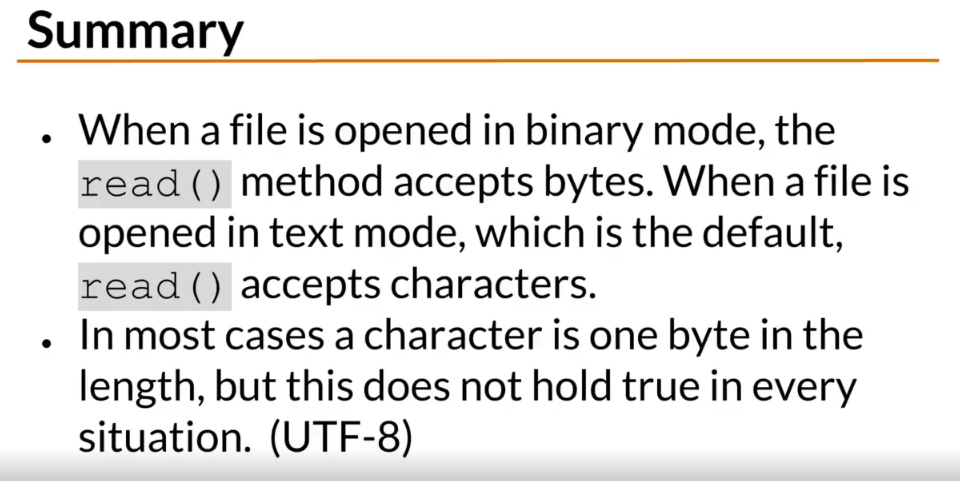 Summary
• When a file is opened in binary mode, the
read() method accepts bytes. When a file is
opened in text mode, which is the default,
read() accepts characters.
• In most cases a character is one byte in the
length, but this does not hold true in every
situation. (UTF-8)